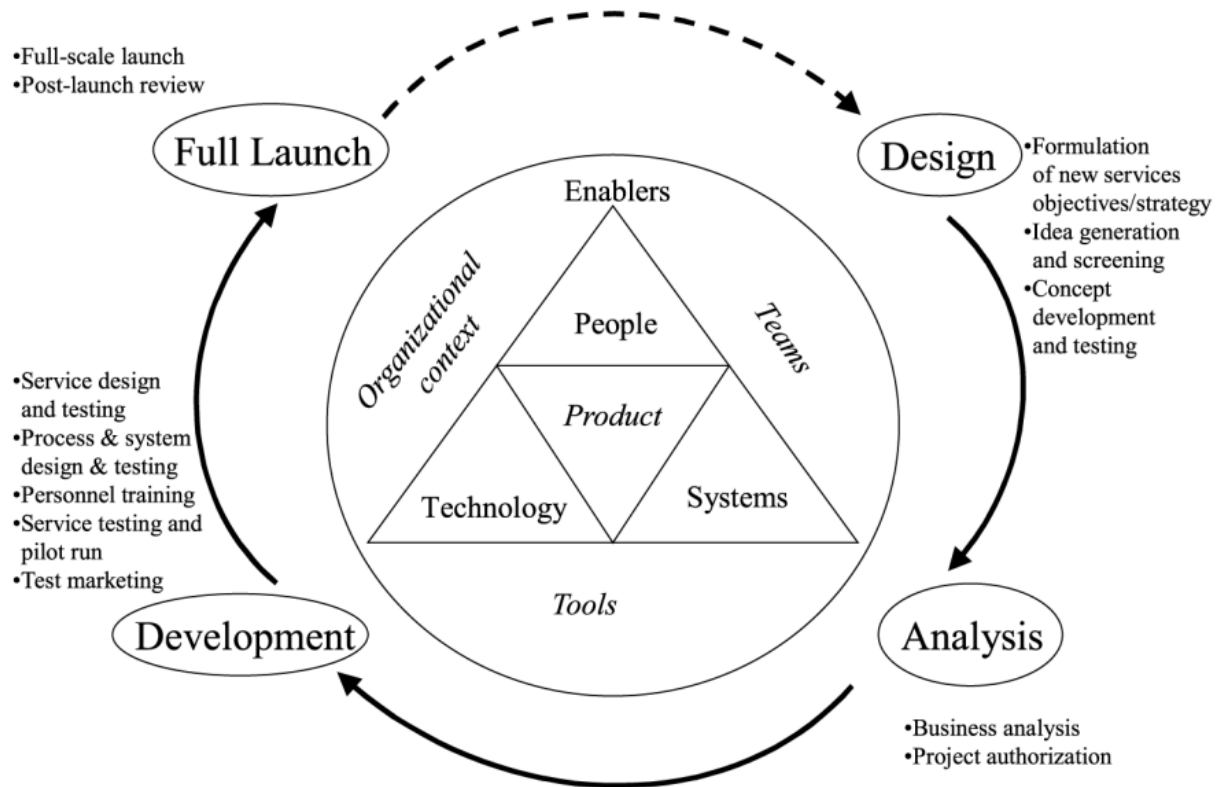 •Full-scale launch
•Post-launch review
Full Launch
Design
•Formulation
of new services
objectives/strategy
•Idea generation
and screening
•Concept
development
and testing
Enablers
Organizational
context
Teams
People
Product
Technology
Systems
Tools
•Service design
and testing
•Process & system
design & testing
•Personnel training
•Service testing and
pilot run
•Test marketing
Development
Analysis
•Business analysis
•Project authorization